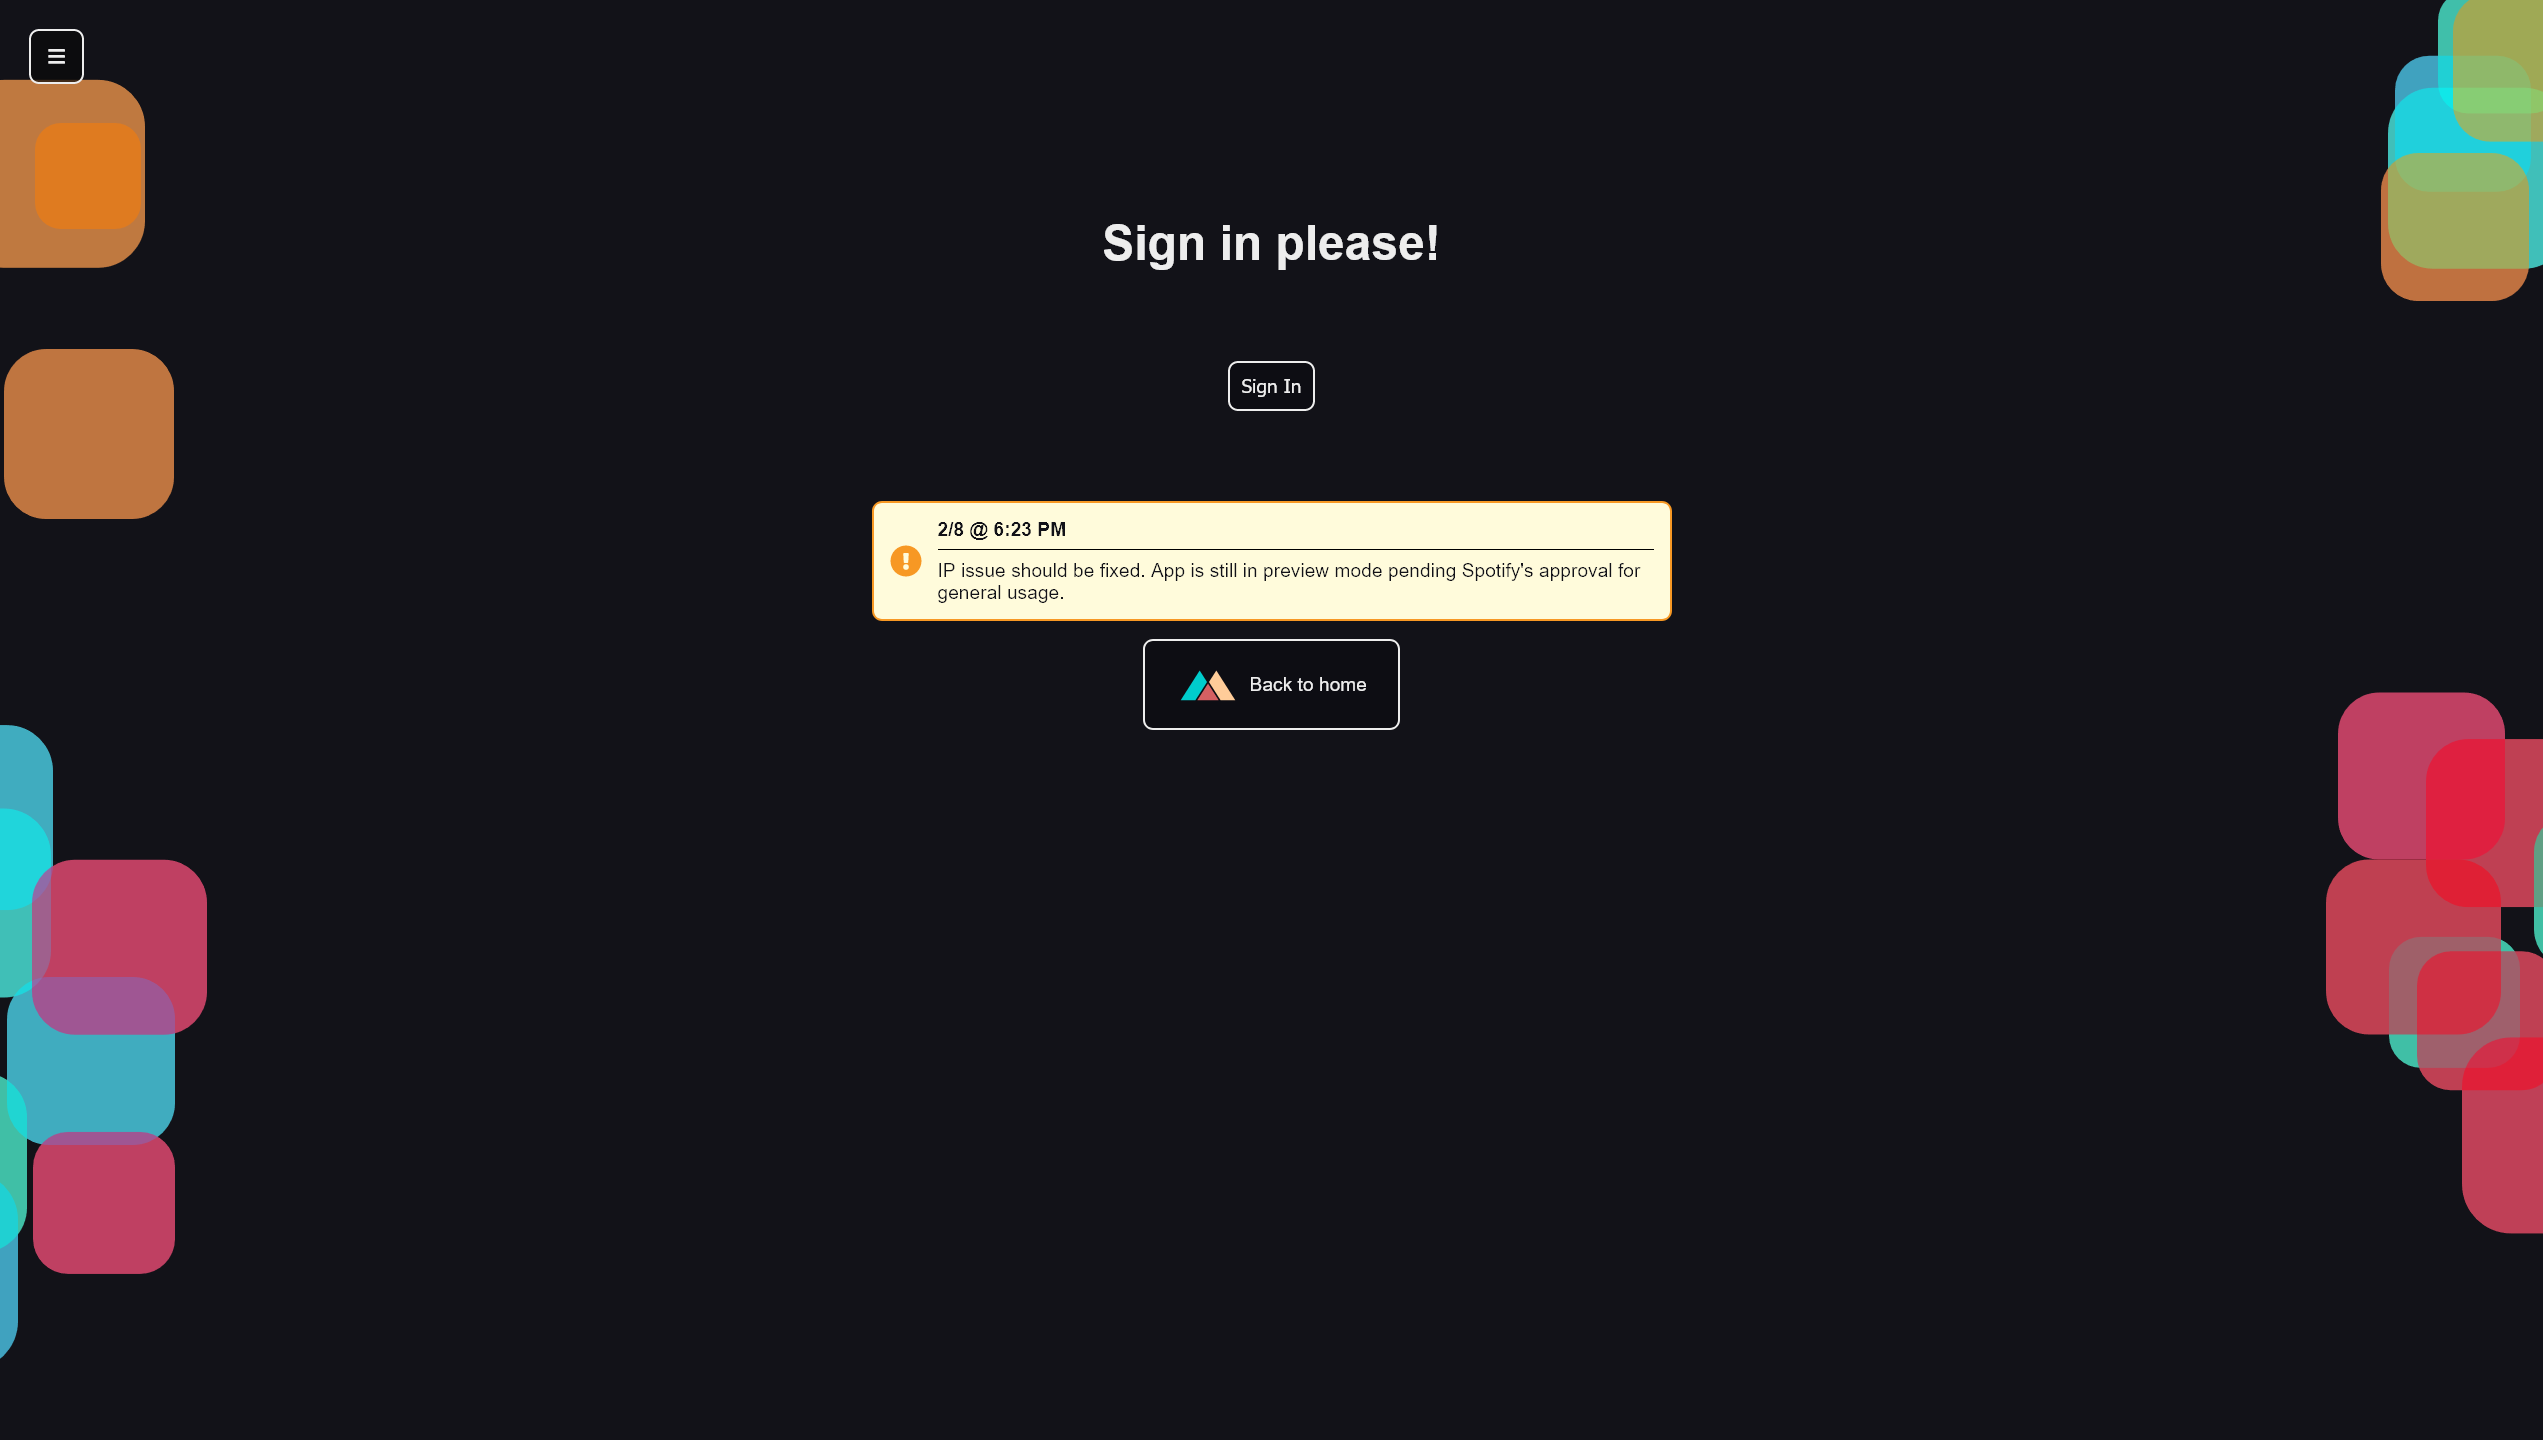 Sign in please!
Sign In
2/8 @ 6:23 PM
IP issue should be fixed. App is still in preview mode pending Spotify's approval for
general usage.
Back to home